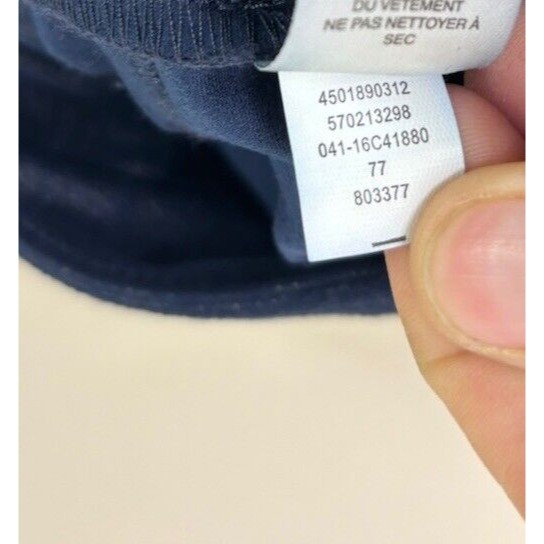 DU VÊTEMENT
NE PAS NETTOYER À
SEC
4501890312
570213298
041-16C41880
77
803377